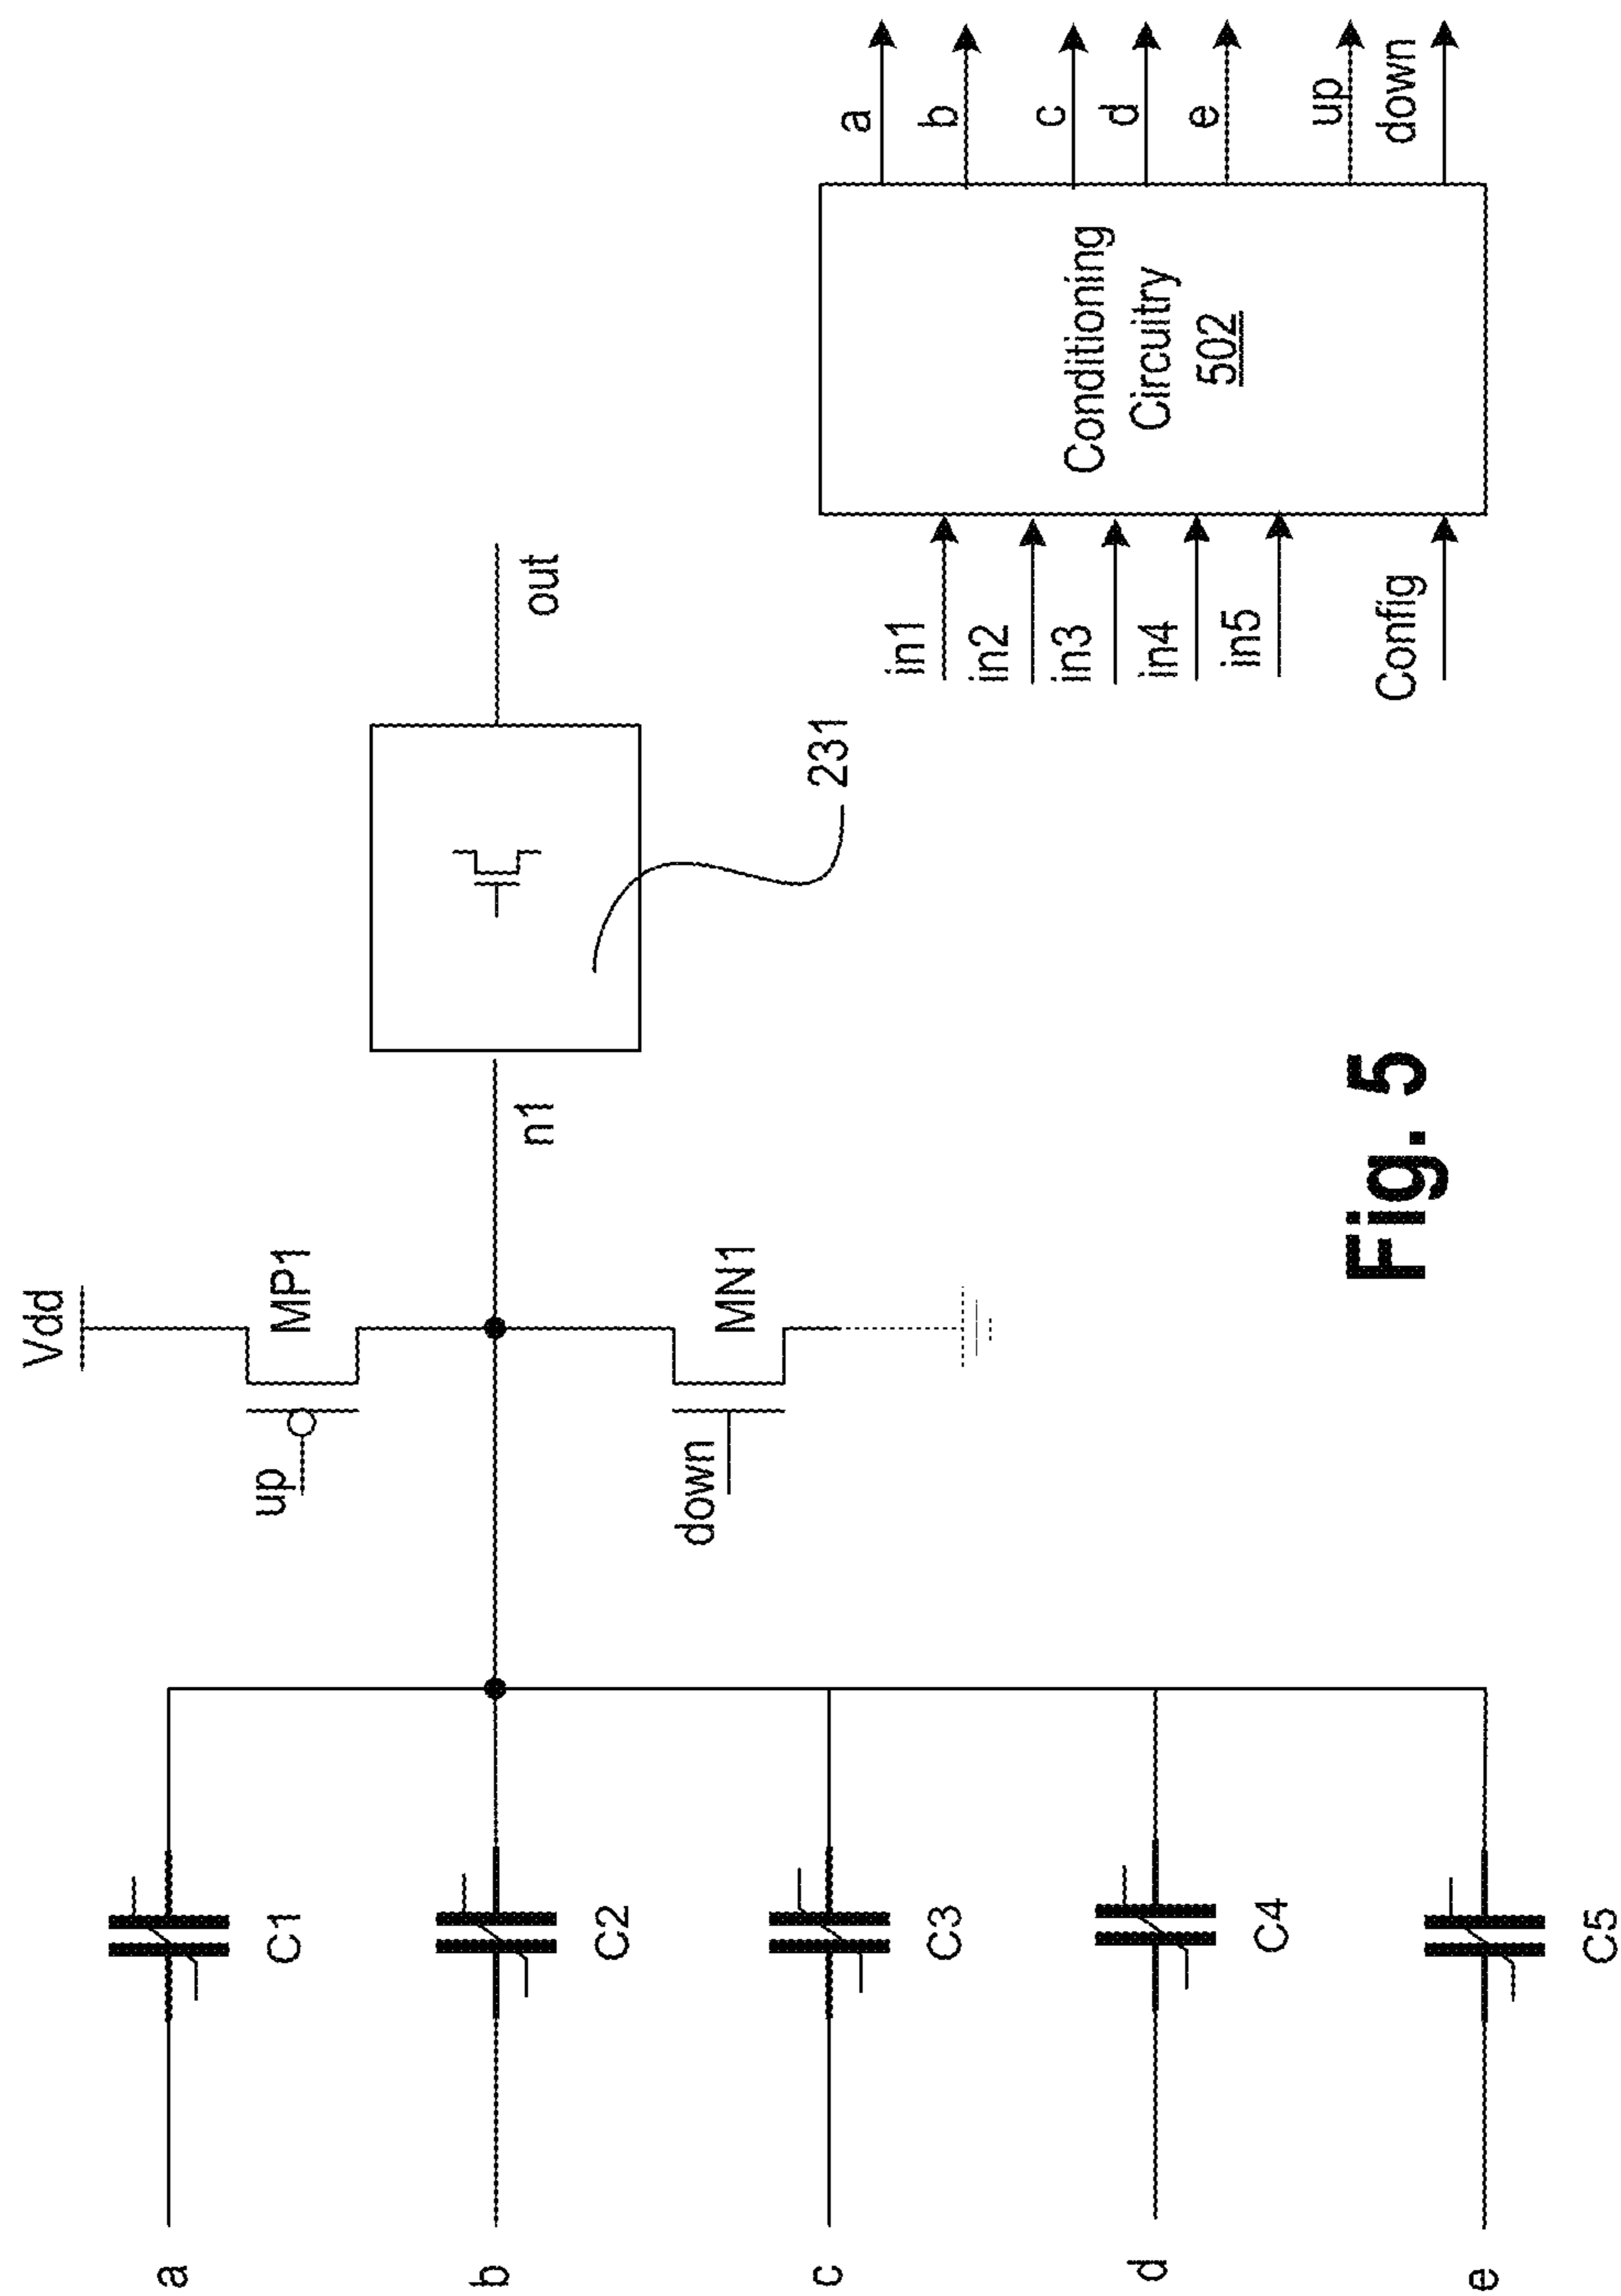 a
C1
b
C2
c
C3
d
C4
e
C5
Vdd
up
MP1
down
MN1
n1
231
out
in1
in2
in3
in4
in5
Config
Conditioning
Circuitry
502
a
b
c
d
e
up
down
Fig. 5